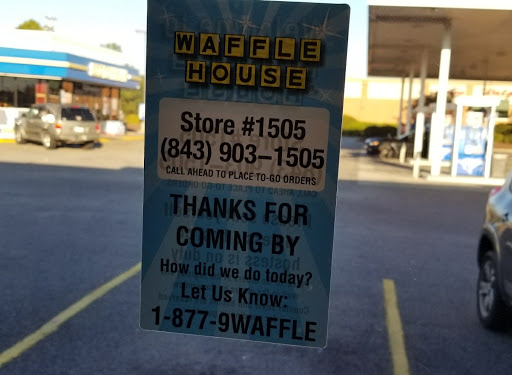 WAFFLE
HOUSE
Store #1505
(843) 903-1505
CALL AHEAD TO PLACE TO-GO ORDERS
THANKS FOR
COMING BY
How did we do today?
Let Us Know:
1-877-9WAFFLE